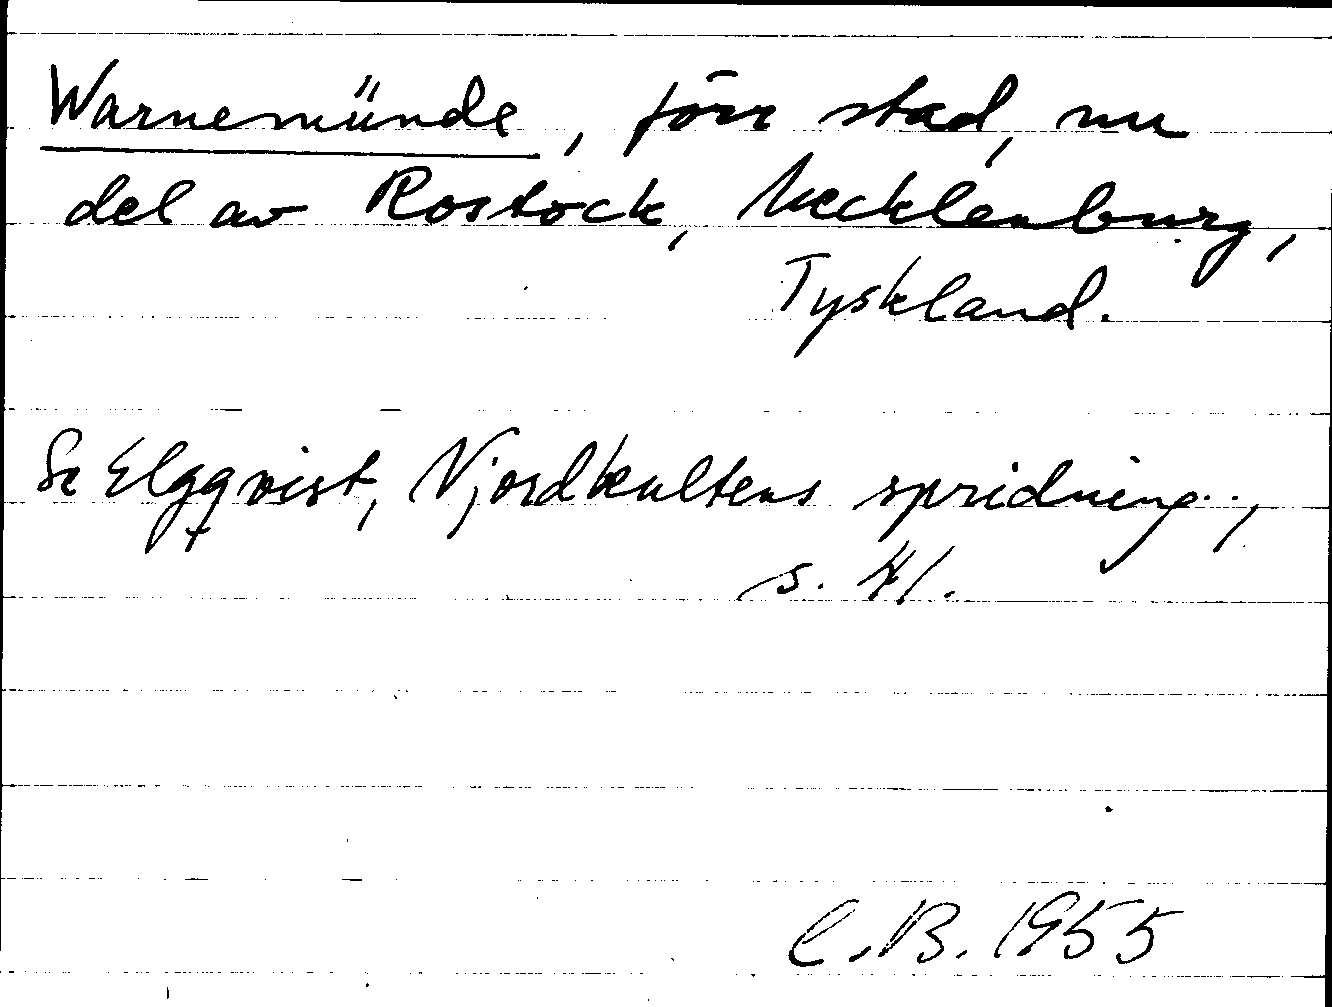 Warnemünde, förr stad, nu
del av Rostock, Mecklenburg,
Tyskland.
Se Elgqvist, Njordkultens spridning..,
s. 41.
C.B. 1955